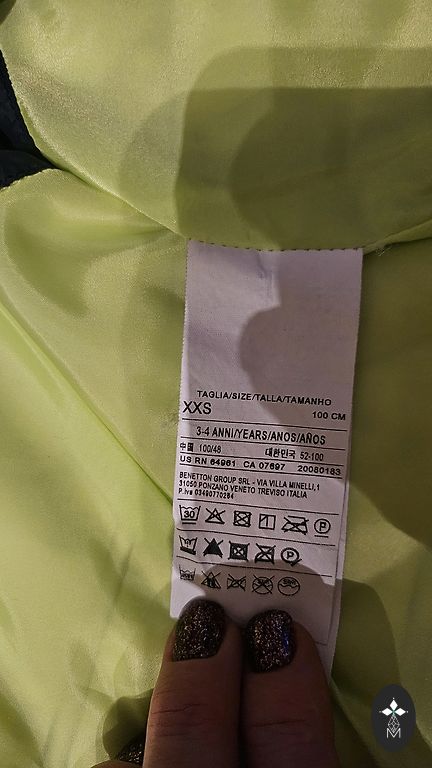 TAGLIA/SIZE/TALLA/TAMANHO
XXS 100 CM
3-4 ANNI/YEARS/ANOS/AÑOS
中国 100/48 대한민국 52-100
US RN 64961 CA 07697 20080183
BENETTON GROUP SRL - VIA VILLA MINELLI,1
31050 PONZANO VENETO TREVISO ITALIA
P.Iva 03490770264
30 P
P